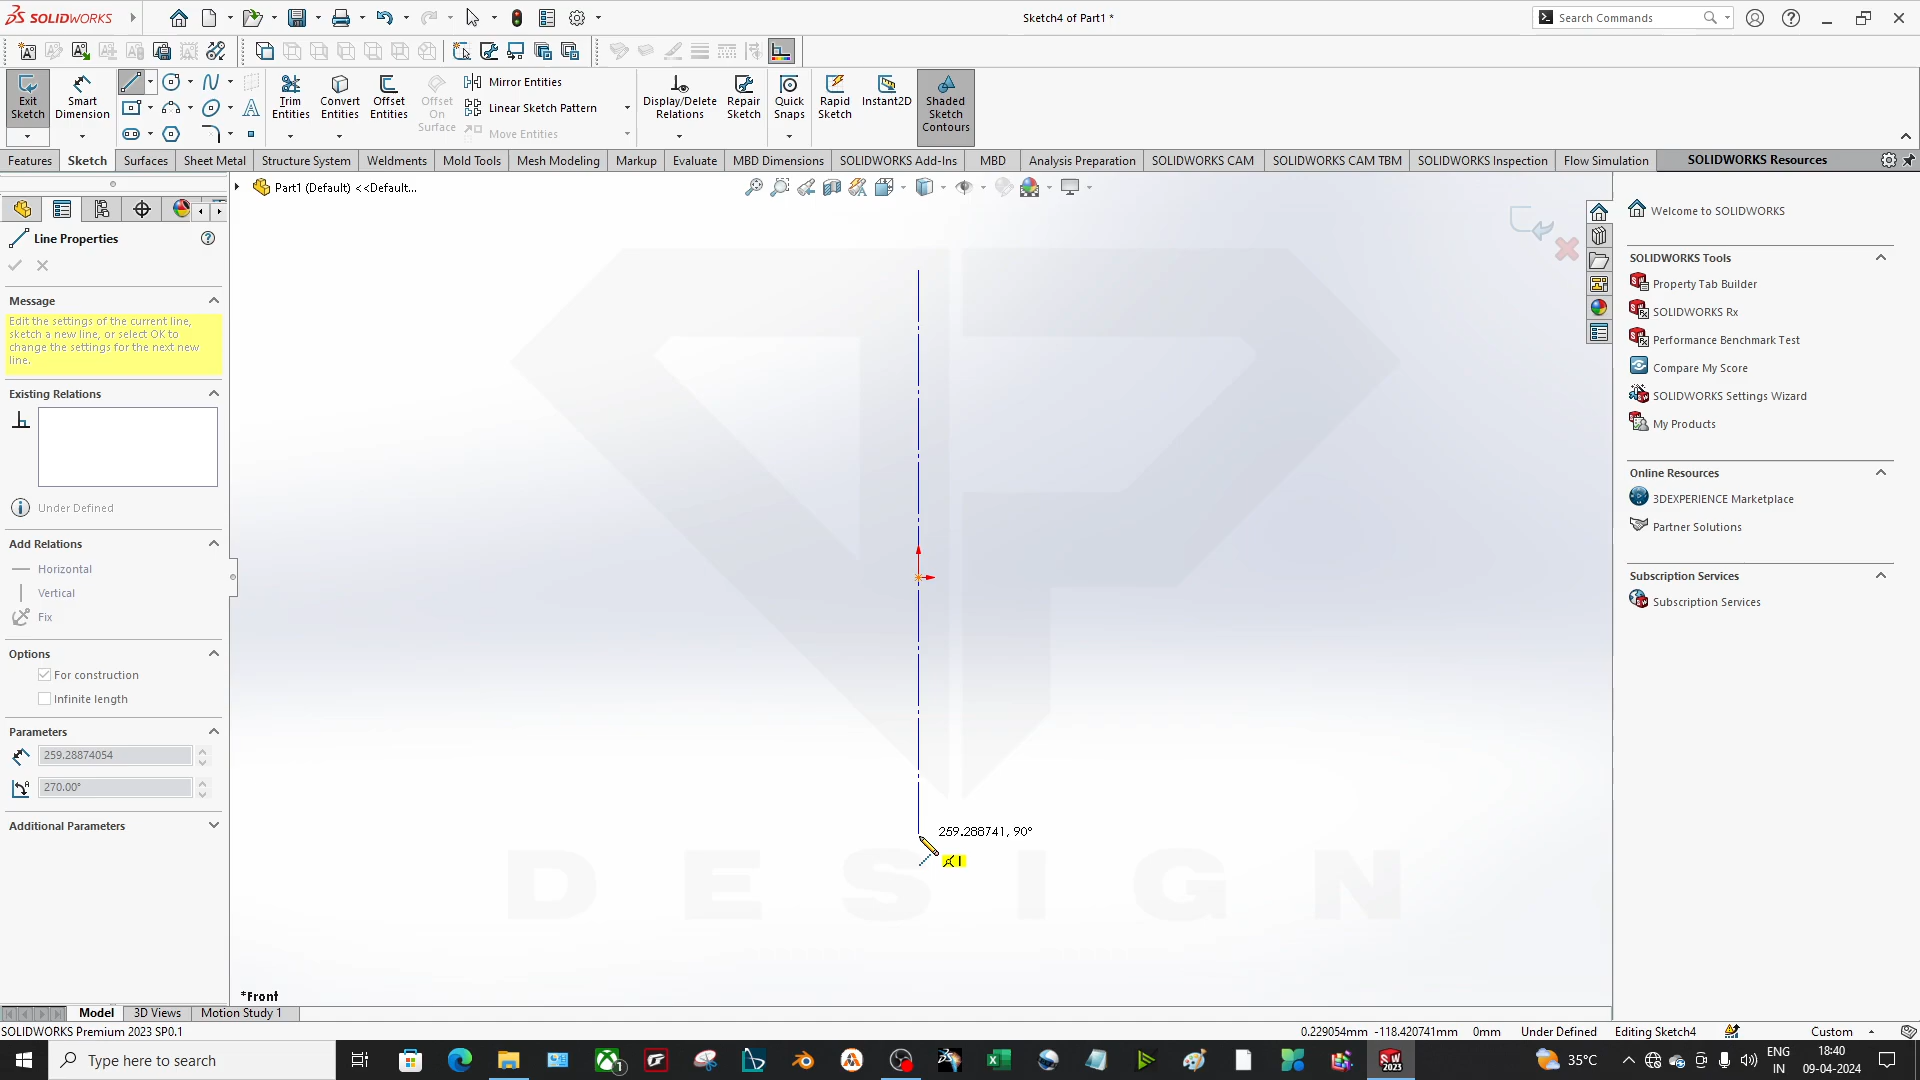 SOLIDWORKS
Sketch4 of Part1 *
Search Commands
Exit Sketch
Smart Dimension
Trim Entities
Convert Entities
Offset Entities
Offset On Surface
Mirror Entities
Linear Sketch Pattern
Move Entities
Display/Delete Relations
Repair Sketch
Quick Snaps
Rapid Sketch
Instant2D
Shaded Sketch Contours
Features Sketch Surfaces Sheet Metal Structure System Weldments Mold Tools Mesh Modeling Markup Evaluate MBD Dimensions SOLIDWORKS Add-Ins MBD Analysis Preparation SOLIDWORKS CAM SOLIDWORKS CAM TBM SOLIDWORKS Inspection Flow Simulation SOLIDWORKS Resources
Part1 (Default) <<Default...
Line Properties
Message
Edit the settings of the current line,
sketch a new line, or select OK to
change the settings for the next new
line.
Existing Relations
Under Defined
Add Relations
Horizontal
Vertical
Fix
Options
For construction
Infinite length
Parameters
259.28874054
270.00°
Additional Parameters
259.288741, 90°
DESIGN
*Front
Welcome to SOLIDWORKS
SOLIDWORKS Tools
Property Tab Builder
SOLIDWORKS Rx
Performance Benchmark Test
Compare My Score
SOLIDWORKS Settings Wizard
My Products
Online Resources
3DEXPERIENCE Marketplace
Partner Solutions
Subscription Services
Subscription Services
Model 3D Views Motion Study 1
SOLIDWORKS Premium 2023 SP0.1
0.229054mm -118.420741mm 0mm Under Defined Editing Sketch4 Custom
Type here to search
35°C
ENG
IN
18:40
09-04-2024